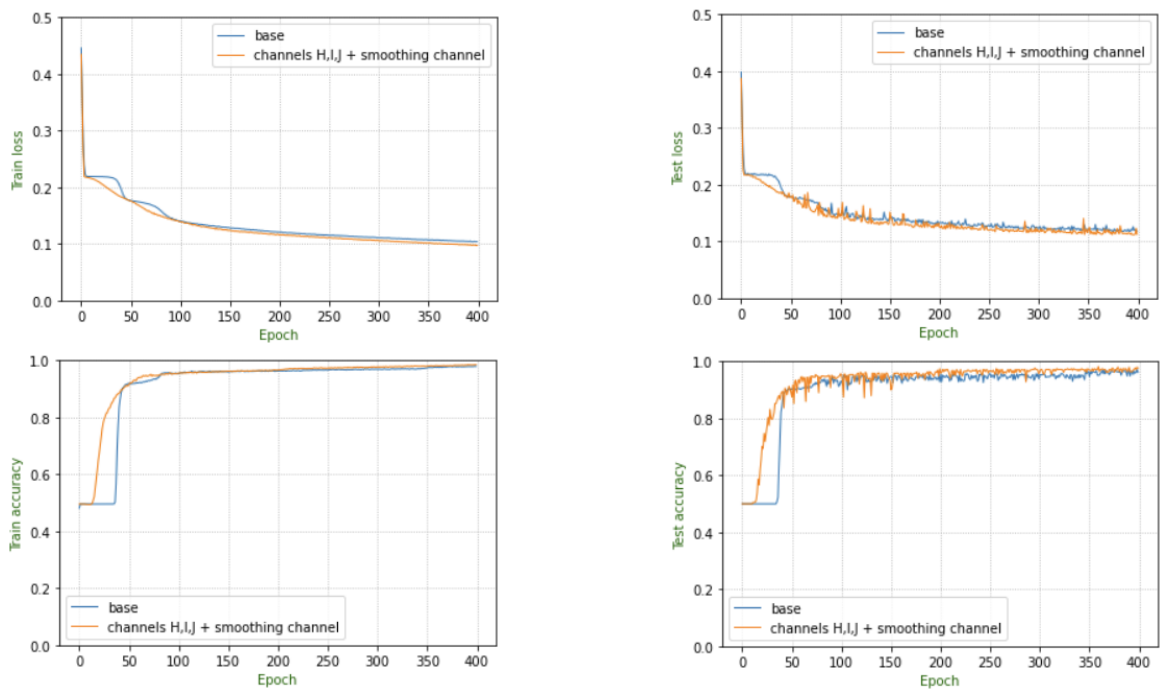 0.5
0.4
0.3
0.2
0.1
0.0
Train loss
base
channels H,I,J + smoothing channel
0 50 100 150 200 250 300 350 400
Epoch
0.5
0.4
0.3
0.2
0.1
0.0
Test loss
base
channels H,I,J + smoothing channel
0 50 100 150 200 250 300 350 400
Epoch
1.0
0.8
0.6
0.4
0.2
0.0
Train accuracy
base
channels H,I,J + smoothing channel
0 50 100 150 200 250 300 350 400
Epoch
1.0
0.8
0.6
0.4
0.2
0.0
Test accuracy
base
channels H,I,J + smoothing channel
0 50 100 150 200 250 300 350 400
Epoch